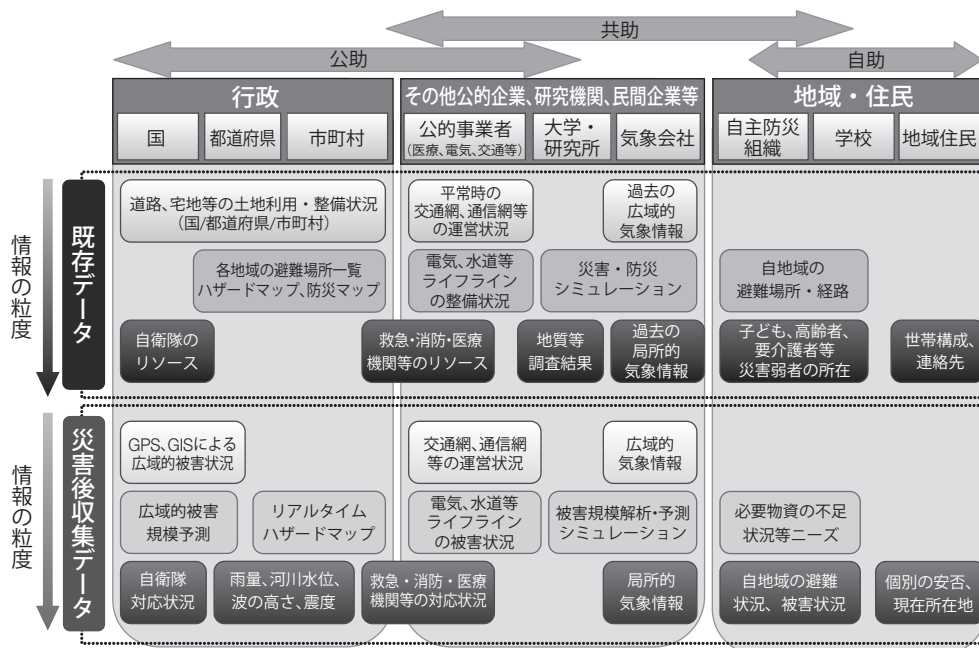 共助
公助
自助
行政
国
都道府県
市町村
その他公的企業、研究機関、民間企業等
公的事業者
(医療、電気、交通等)
大学・
研究所
気象会社
地域・住民
自主防災
組織
学校
地域住民
情報の粒度
既存データ
道路、宅地等の土地利用・整備状況
(国/都道府県/市町村)
平常時の
交通網、通信網等
の運営状況
過去の
広域的
気象情報
各地域の避難場所一覧
ハザードマップ、防災マップ
電気、水道等
ライフライン
の整備状況
災害・防災
シミュレーション
自地域の
避難場所・経路
自衛隊の
リソース
救急・消防・医療
機関等のリソース
地質等
調査結果
過去の
局所的
気象情報
子ども、高齢者、
要介護者等
災害弱者の所在
世帯構成、
連絡先
情報の粒度
災害後収集データ
GPS、GISによる
広域的被害状況
交通網、通信網
等の運営状況
広域的
気象情報
広域的被害
規模予測
リアルタイム
ハザードマップ
電気、水道等
ライフライン
の被害状況
被害規模解析・予測
シミュレーション
必要物資の不足
状況等ニーズ
自衛隊
対応状況
雨量、河川水位、
波の高さ、震度
救急・消防・医療
機関等の対応状況
局所的
気象情報
自地域の避難
状況、被害状況
個別の安否、
現在所在地